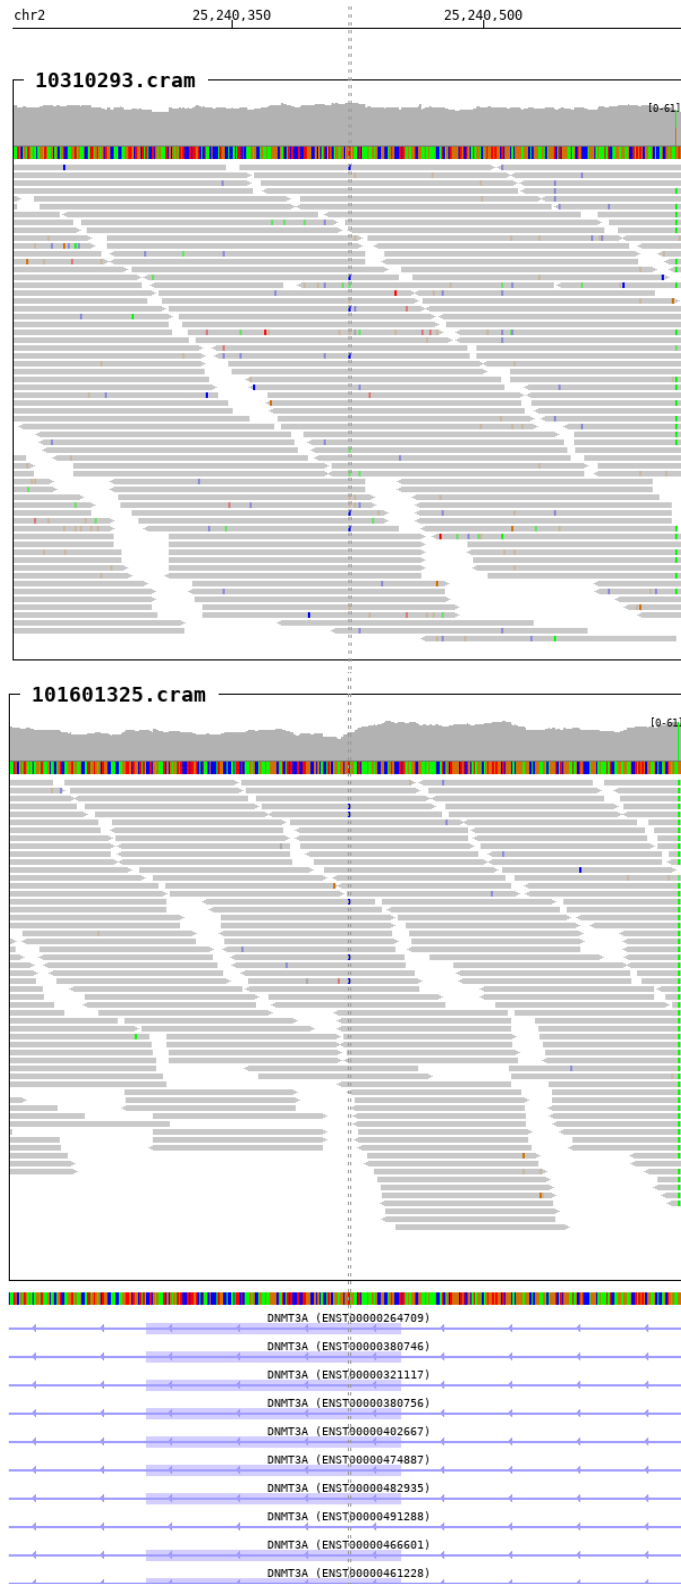 chr2 25,240,350 25,240,500
10310293.cram
[0-61]
101601325.cram
[0-61]
DNMT3A (ENST00000264709)
DNMT3A (ENST00000380746)
DNMT3A (ENST00000321117)
DNMT3A (ENST00000380756)
DNMT3A (ENST00000402667)
DNMT3A (ENST00000474887)
DNMT3A (ENST00000482935)
DNMT3A (ENST00000491288)
DNMT3A (ENST00000466601)
DNMT3A (ENST00000461228)